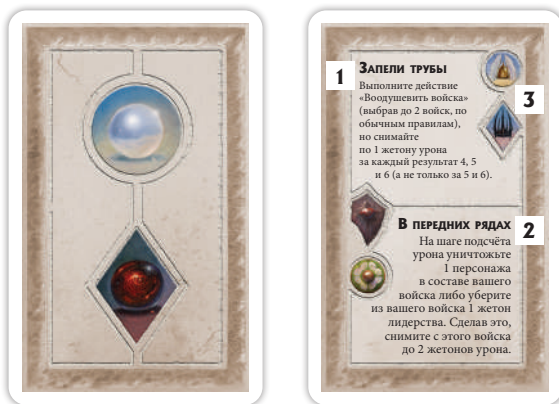 1
ЗАПЕЛИ ТРУБЫ
Выполните действие
«Воодушевить войска»
(выбрав до 2 войск, по
обычным правилам),
но снимайте
по 1 жетону урона
за каждый результат 4, 5
и 6 (а не только за 5 и 6).
3
В ПЕРЕДНИХ РЯДАХ
2
На шаге подсчёта
урона уничтожьте
1 персонажа
в составе вашего
войска либо уберите
из вашего войска 1 жетон
лидерства. Сделав это,
снимите с этого войска
до 2 жетонов урона.